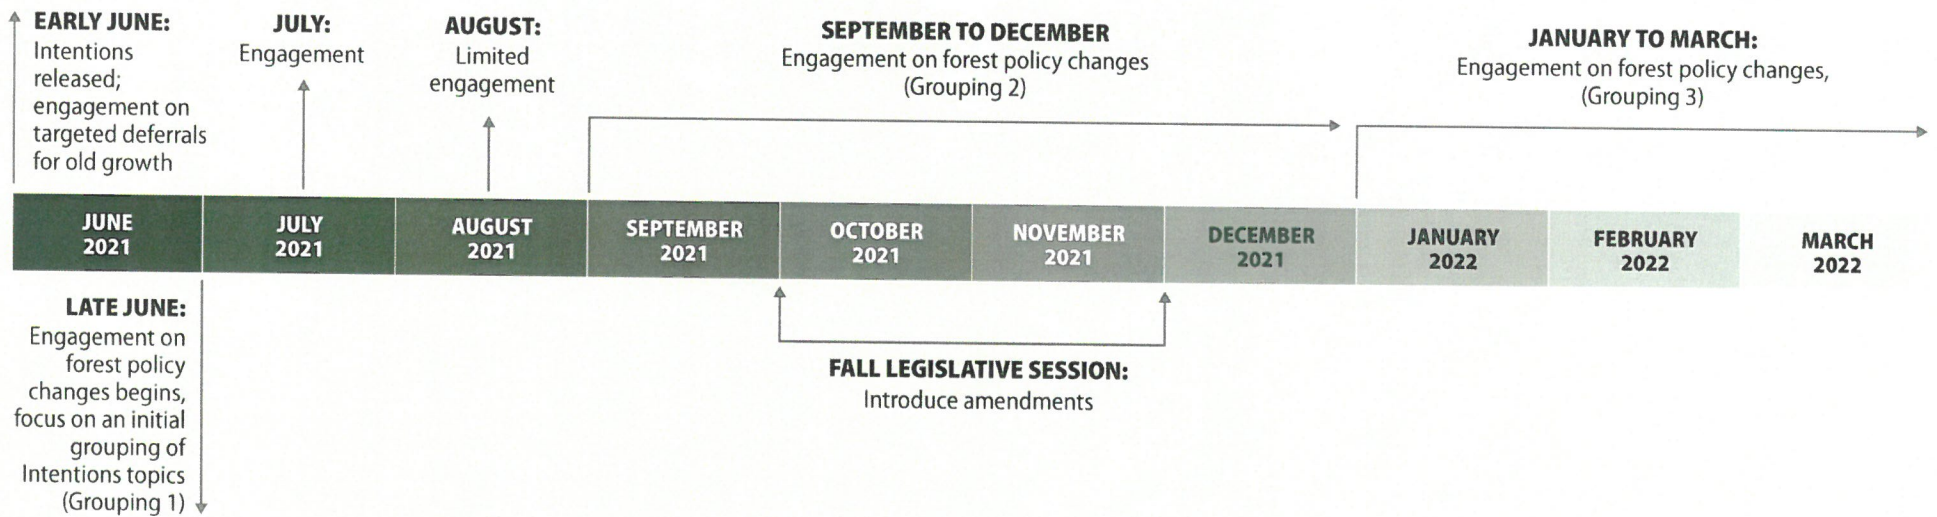 EARLY JUNE:
Intentions
released;
engagement on
targeted deferrals
for old growth
JULY:
Engagement
AUGUST:
Limited
engagement
SEPTEMBER TO DECEMBER
Engagement on forest policy changes
(Grouping 2)
JANUARY TO MARCH:
Engagement on forest policy changes,
(Grouping 3)
JUNE
2021
JULY
2021
AUGUST
2021
SEPTEMBER
2021
OCTOBER
2021
NOVEMBER
2021
DECEMBER
2021
JANUARY
2022
FEBRUARY
2022
MARCH
2022
LATE JUNE:
Engagement on
forest policy
changes begins,
focus on an initial
grouping of
Intentions topics
(Grouping 1)
FALL LEGISLATIVE SESSION:
Introduce amendments